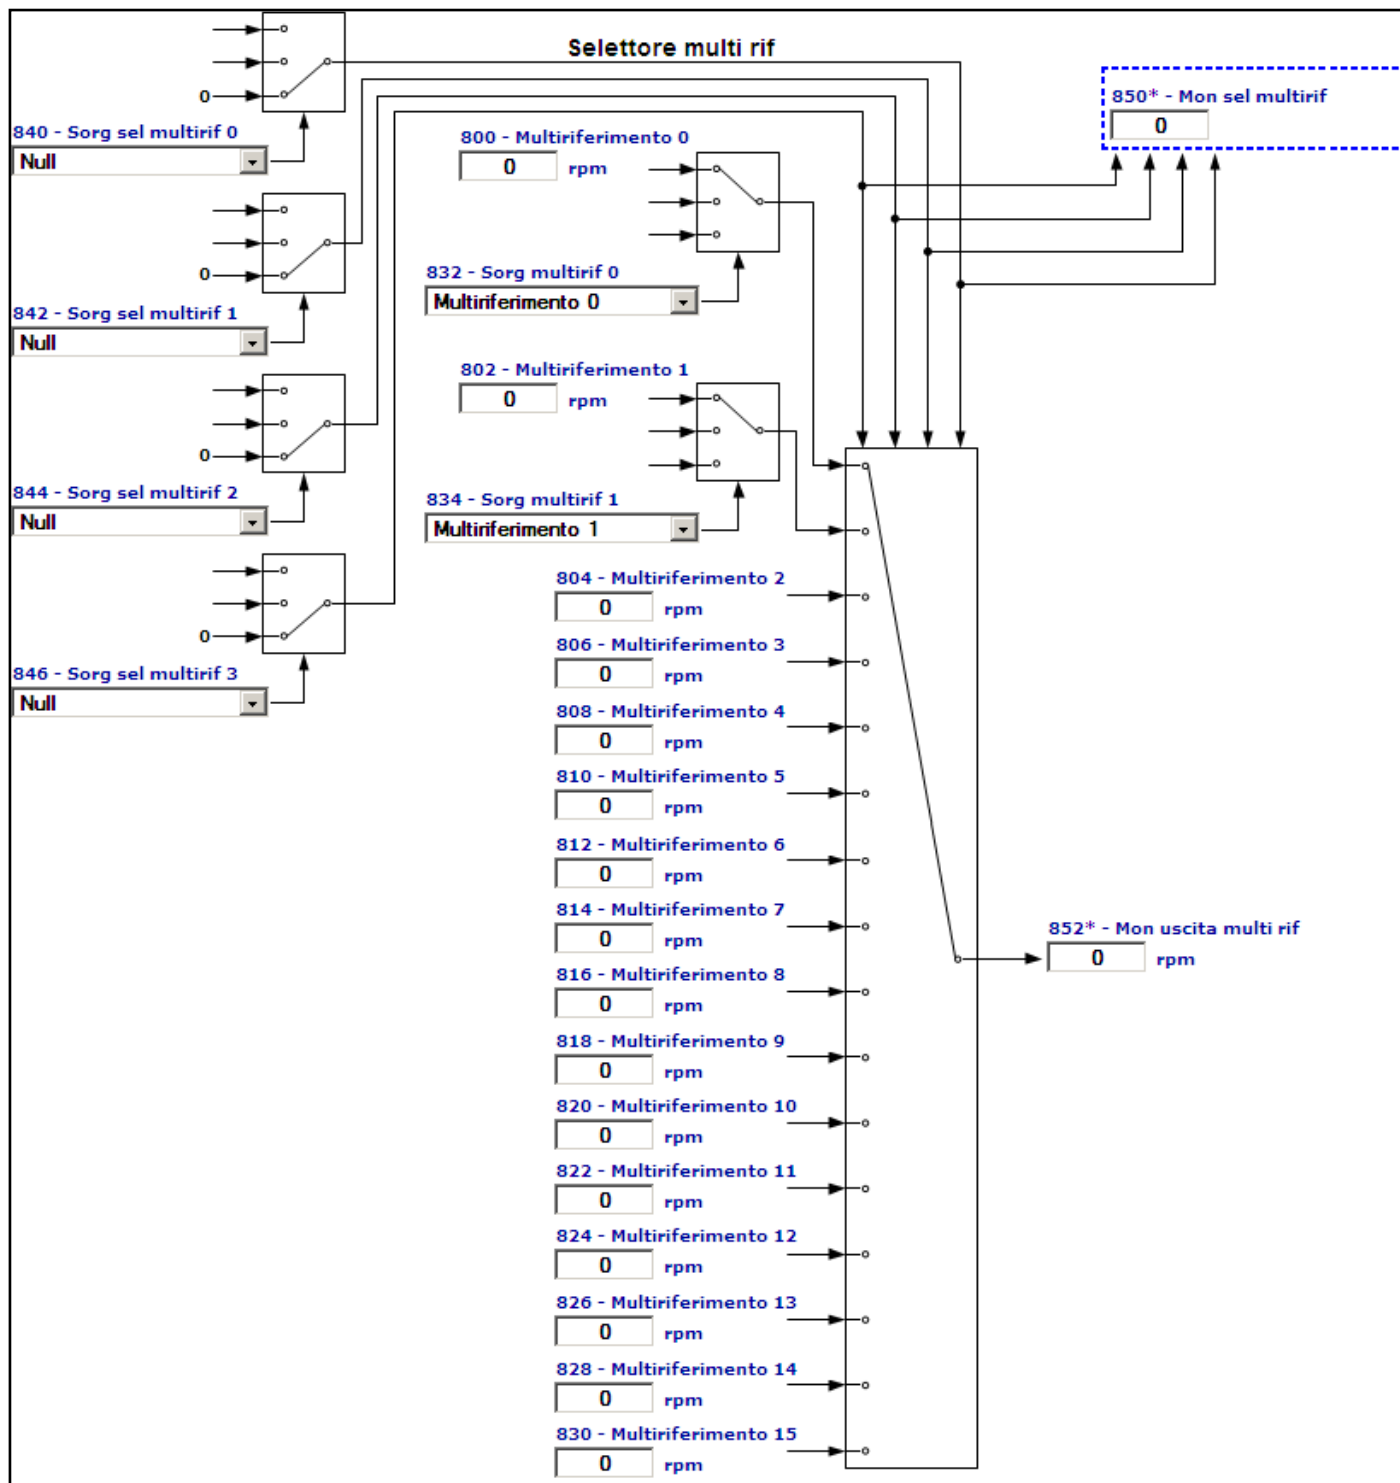 Selettore multi rif
0
840 - Sorg sel multirif 0
Null
0
842 - Sorg sel multirif 1
Null
0
844 - Sorg sel multirif 2
Null
0
846 - Sorg sel multirif 3
Null
800 - Multiriferimento 0
0 rpm
832 - Sorg multirif 0
Multiriferimento 0
802 - Multiriferimento 1
0 rpm
834 - Sorg multirif 1
Multiriferimento 1
804 - Multiriferimento 2
0 rpm
806 - Multiriferimento 3
0 rpm
808 - Multiriferimento 4
0 rpm
810 - Multiriferimento 5
0 rpm
812 - Multiriferimento 6
0 rpm
814 - Multiriferimento 7
0 rpm
816 - Multiriferimento 8
0 rpm
818 - Multiriferimento 9
0 rpm
820 - Multiriferimento 10
0 rpm
822 - Multiriferimento 11
0 rpm
824 - Multiriferimento 12
0 rpm
826 - Multiriferimento 13
0 rpm
828 - Multiriferimento 14
0 rpm
830 - Multiriferimento 15
0 rpm
850* - Mon sel multirif
0
852* - Mon uscita multi rif
0 rpm